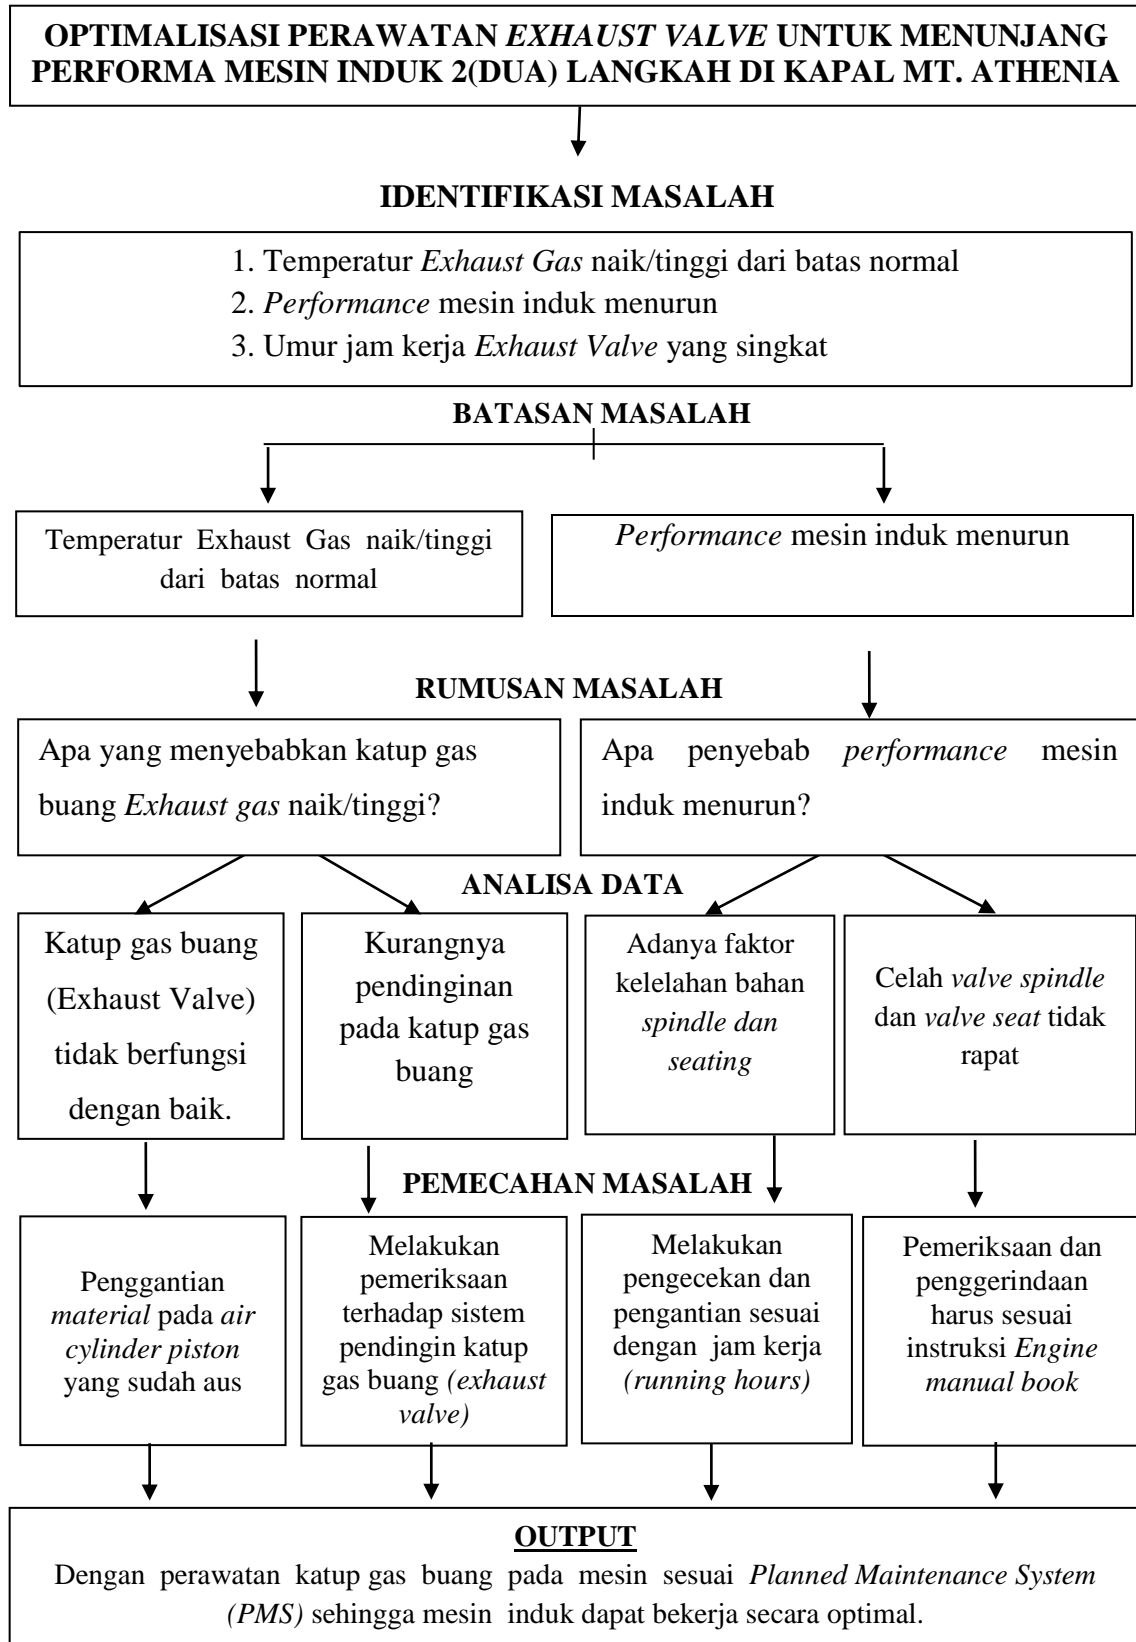 OPTIMALISASI PERAWATAN EXHAUST VALVE UNTUK MENUNJANG
PERFORMA MESIN INDUK 2(DUA) LANGKAH DI KAPAL MT. ATHENIA
IDENTIFIKASI MASALAH
1. Temperatur Exhaust Gas naik/tinggi dari batas normal
2. Performance mesin induk menurun
3. Umur jam kerja Exhaust Valve yang singkat
BATASAN MASALAH
Temperatur Exhaust Gas naik/tinggi
dari batas normal
Performance mesin induk menurun
RUMUSAN MASALAH
Apa yang menyebabkan katup gas
buang Exhaust gas naik/tinggi?
Apa penyebab performance mesin
induk menurun?
ANALISA DATA
Katup gas buang
(Exhaust Valve)
tidak berfungsi
dengan baik.
Kurangnya
pendinginan
pada katup gas
buang
Adanya faktor
kelelahan bahan
spindle dan
seating
Celah valve spindle
dan valve seat tidak
rapat
PEMECAHAN MASALAH
Penggantian
material pada air
cylinder piston
yang sudah aus
Melakukan
pemeriksaan
terhadap sistem
pendingin katup
gas buang (exhaust
valve)
Melakukan
pengecekan dan
pengantian sesuai
dengan jam kerja
(running hours)
Pemeriksaan dan
penggerindaan
harus sesuai
instruksi Engine
manual book
OUTPUT
Dengan perawatan katup gas buang pada mesin sesuai Planned Maintenance System
(PMS) sehingga mesin induk dapat bekerja secara optimal.